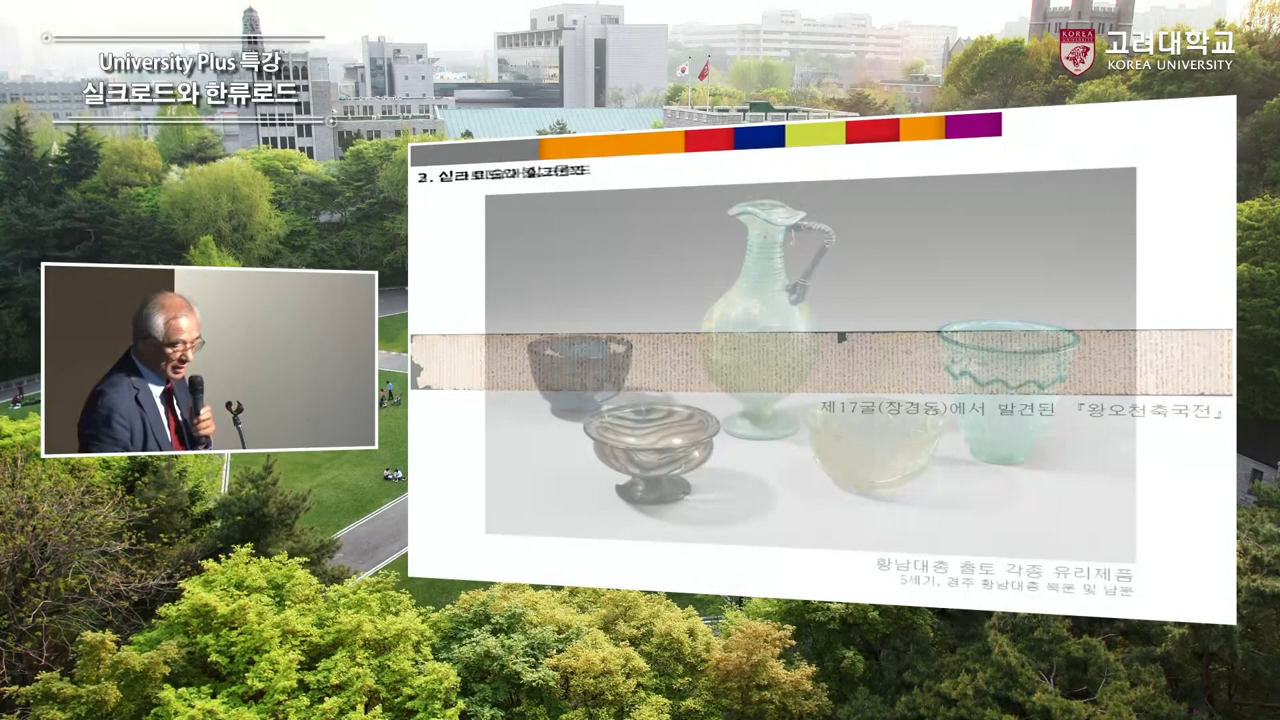 University Plus 특강
실크로드와 한류로드
KOREA
고려대학교
KOREA UNIVERSITY
제17굴(장경동)에서 발견된 『왕오천축국전』
황남대총 출토 각종 유리제품
5세기, 경주 황남대총 북분 및 남분